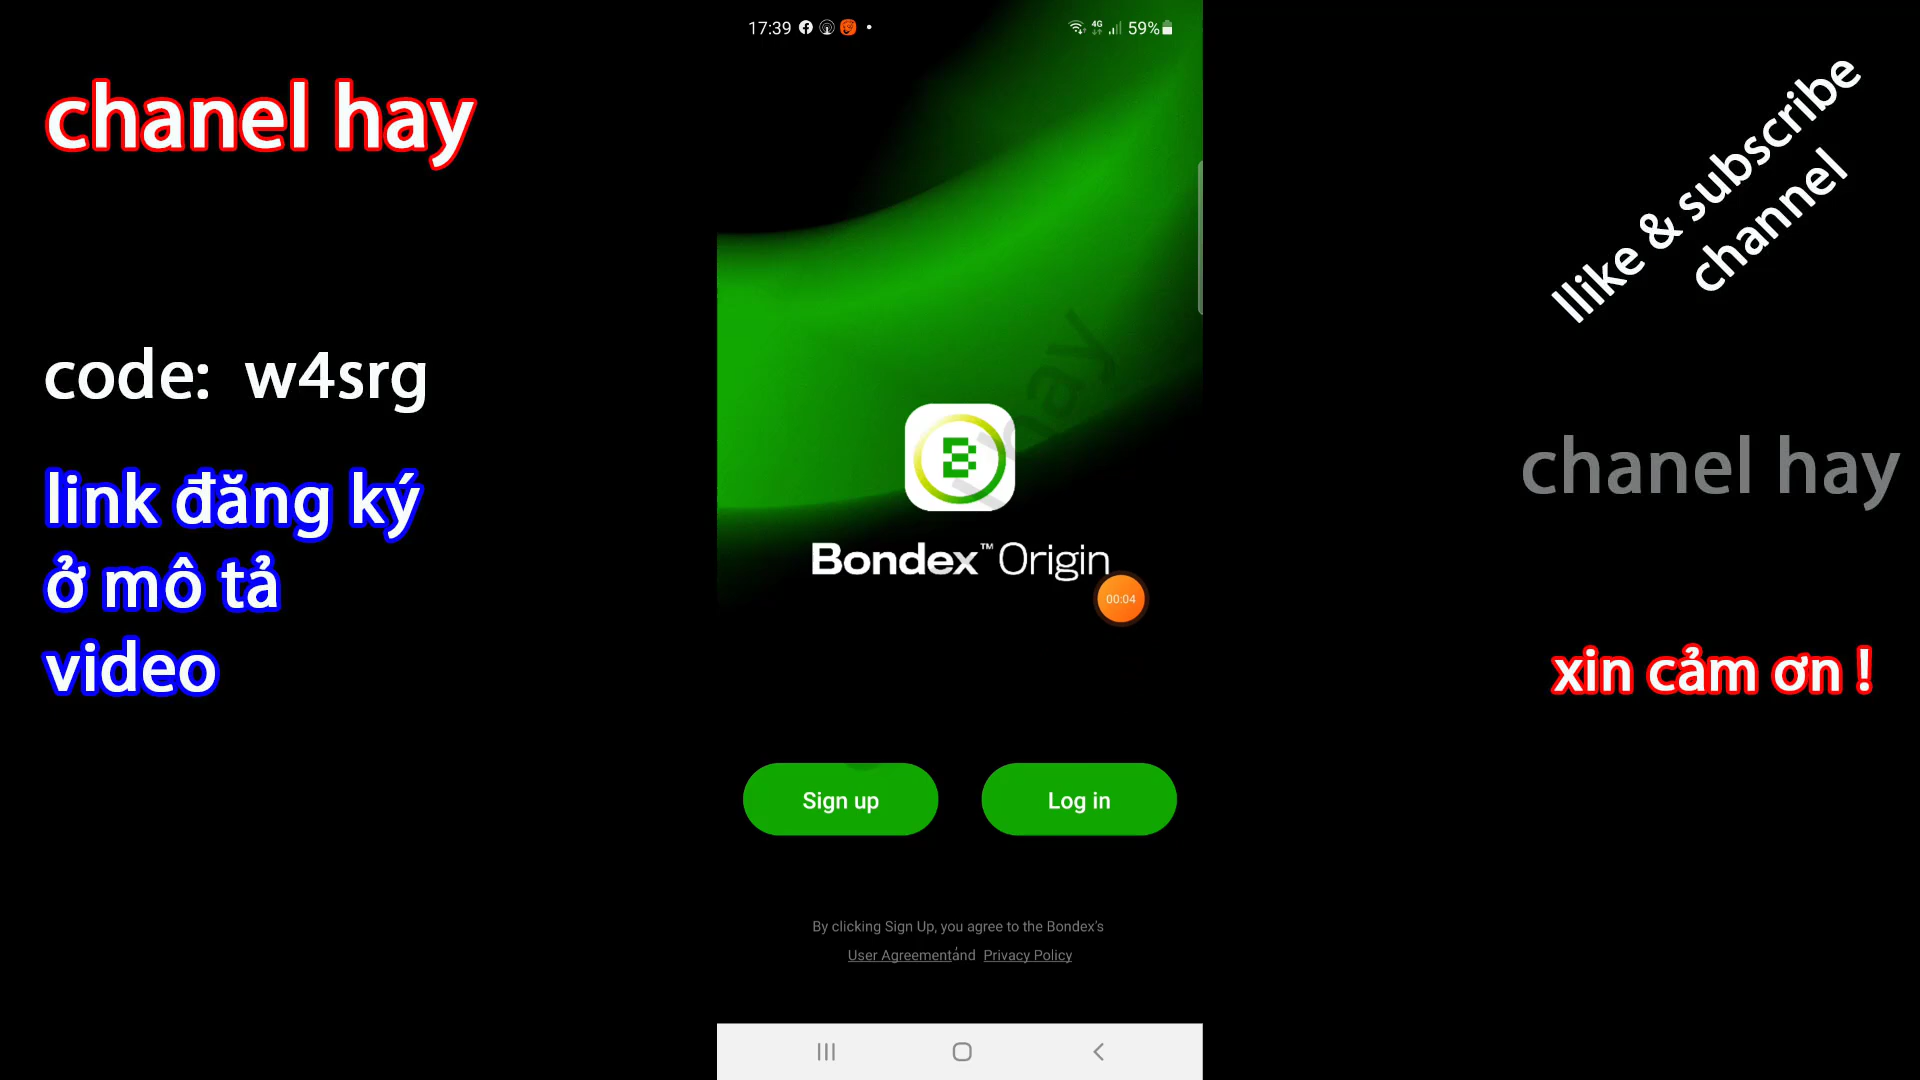 17:39
4G
59%
chanel hay
llike & subscribe
channel
code: w4srg
chanel hay
link đăng ký
ở mô tả
video
hay
B
Bondex™ Origin
00:04
xin cảm ơn !
Sign up
Log in
By clicking Sign Up, you agree to the Bondex's
User Agreement and Privacy Policy